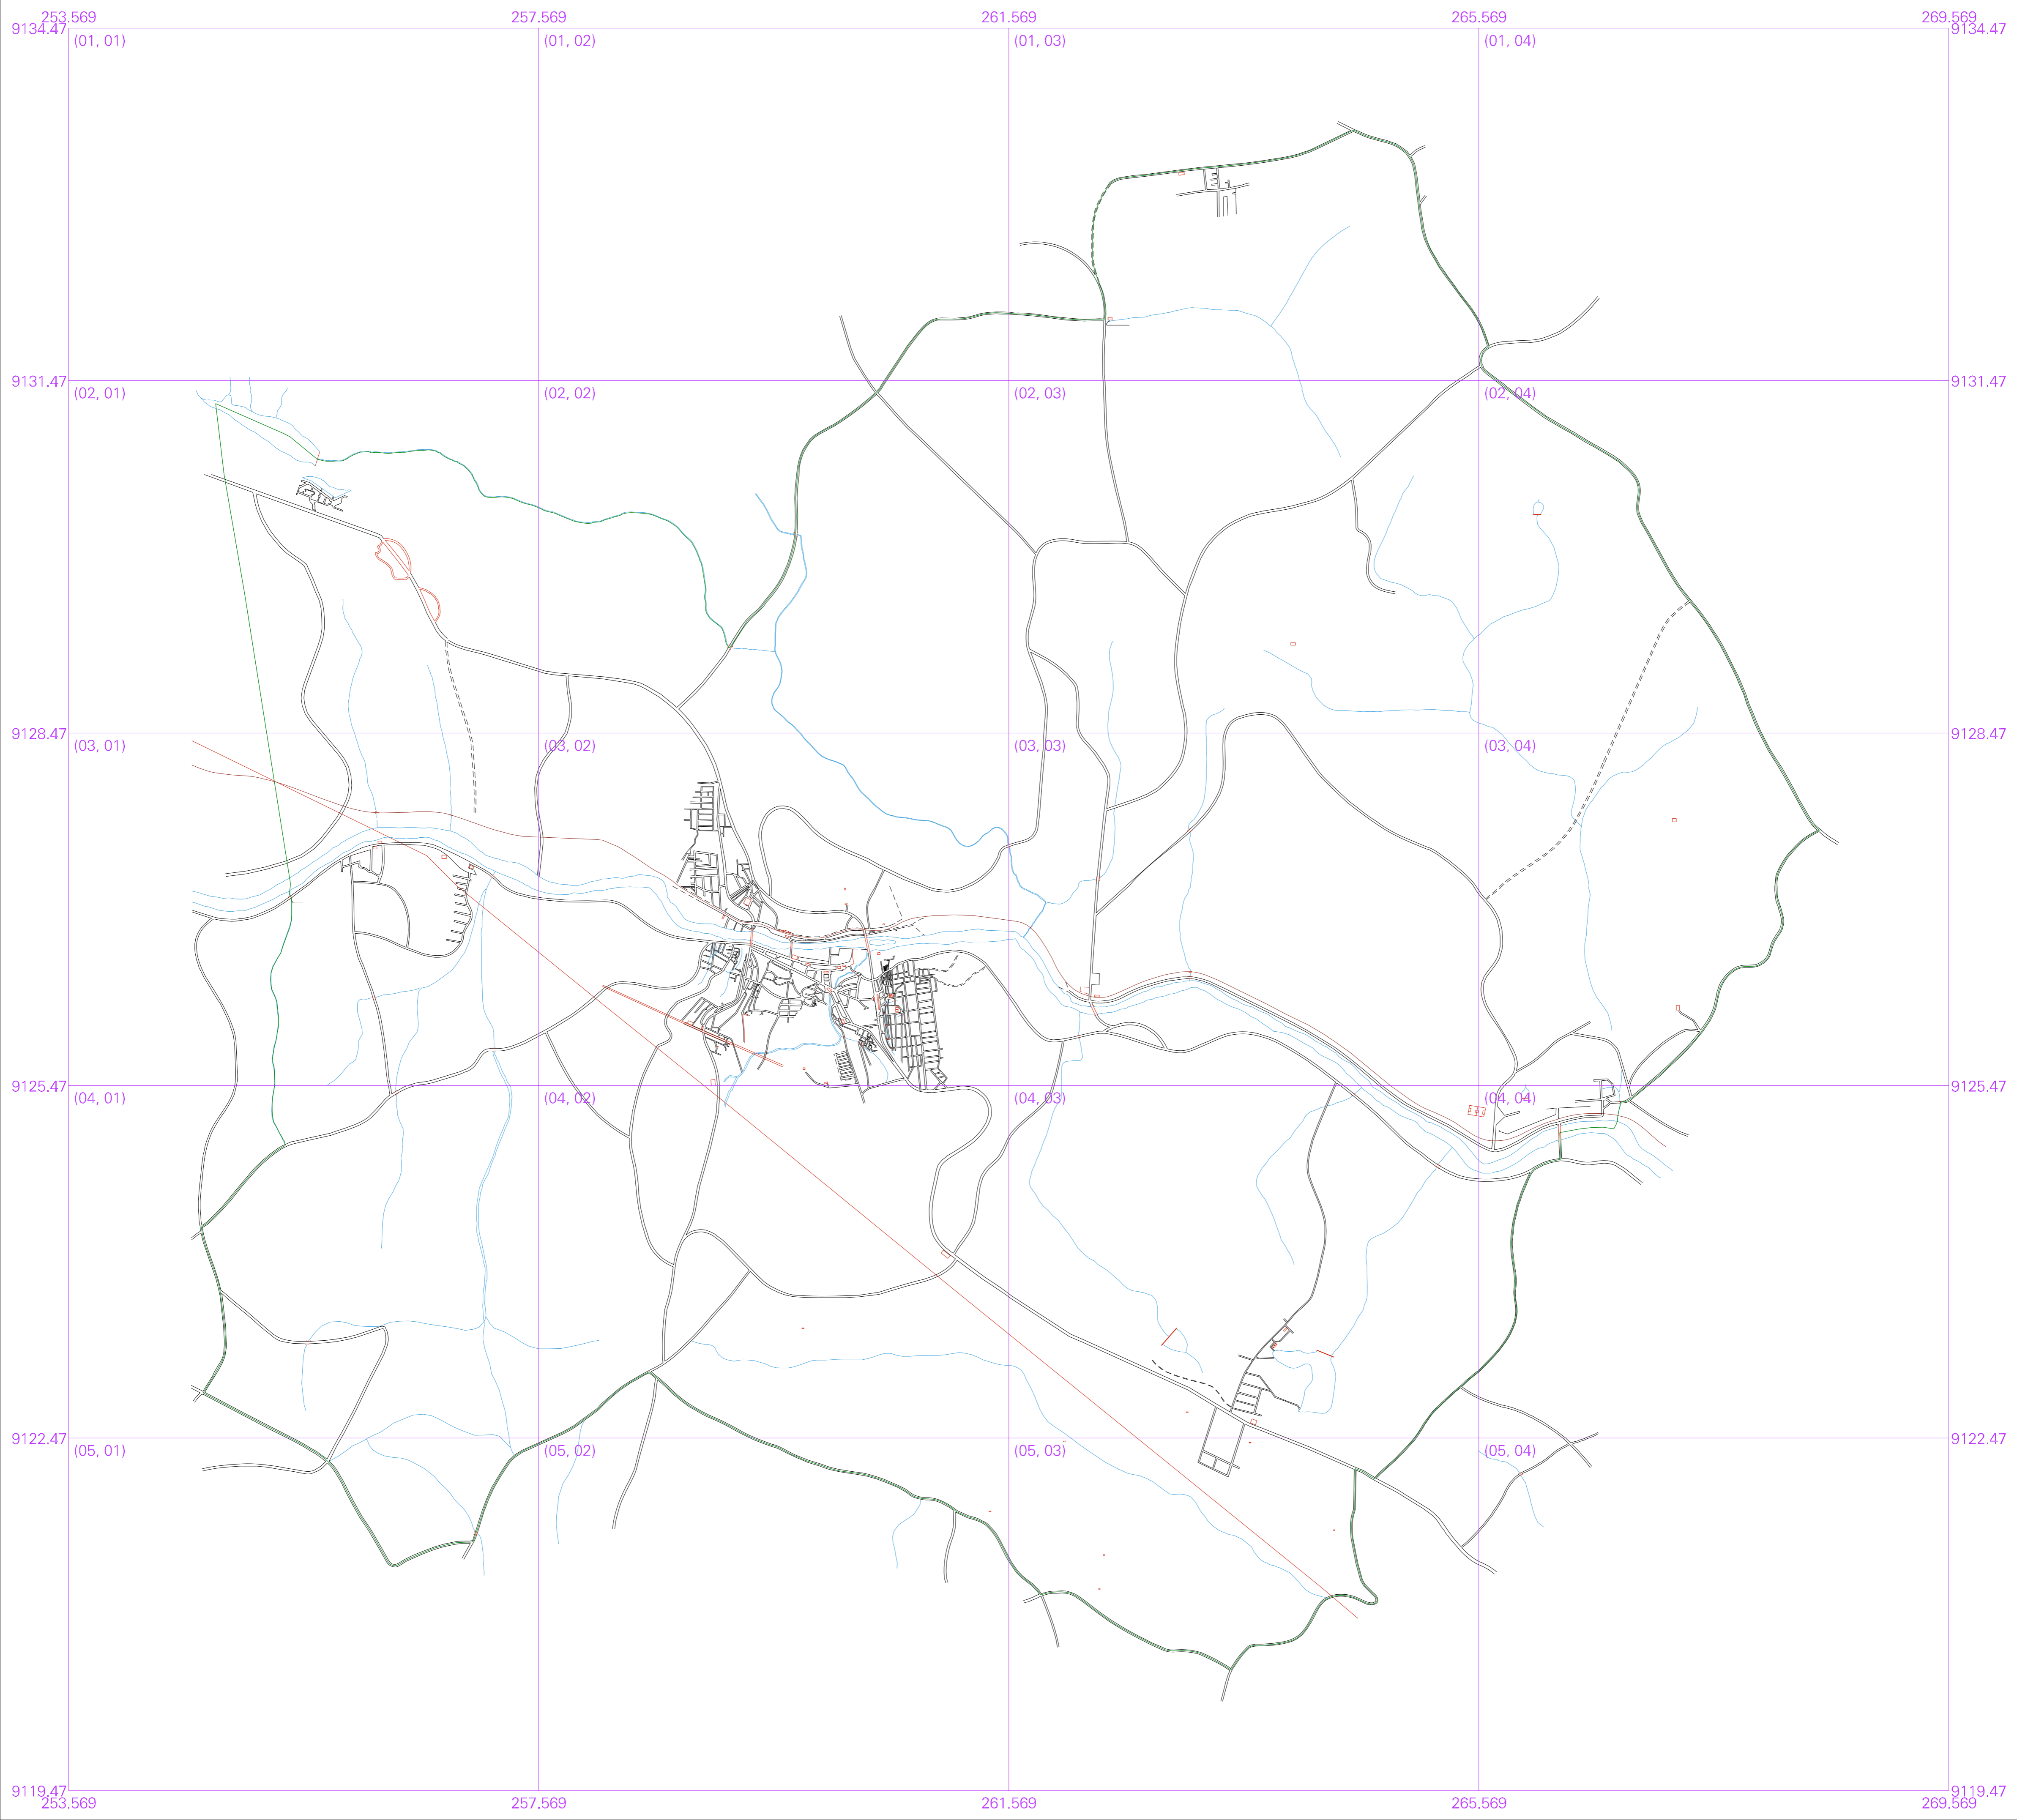 253.569 257.569 261.569 265.569 269.569
9134.47 9134.47
(01, 01) (01, 02) (01, 03) (01, 04)
9131.47 9131.47
(02, 01) (02, 02) (02, 03) (02, 04)
9128.47 9128.47
(03, 01) (03, 02) (03, 03) (03, 04)
9125.47 9125.47
(04, 01) (04, 02) (04, 03) (04, 04)
9122.47 9122.47
(05, 01) (05, 02) (05, 03) (05, 04)
9119.47 9119.47
253.569 257.569 261.569 265.569 269.569